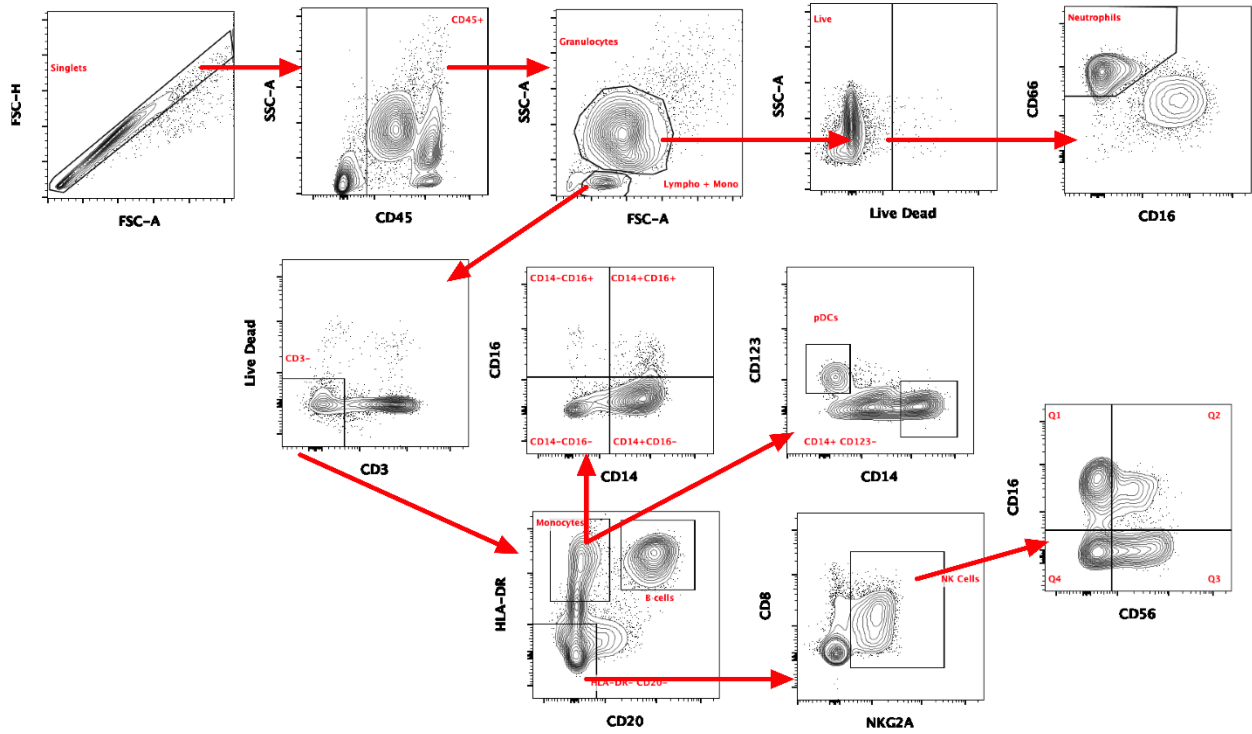 Singlets
FSC-H
FSC-A
CD45+
SSC-A
CD45
Granulocytes
Lympho + Mono
SSC-A
FSC-A
Live
SSC-A
Live Dead
Neutrophils
CD66
CD16
CD3-
Live Dead
CD3
CD14-CD16+
CD14+CD16+
CD14-CD16-
CD14+CD16-
CD16
CD14
pDCs
CD14+ CD123-
CD123
CD14
Q1
Q2
Q4
Q3
CD16
CD56
Monocytes
B cells
HLA-DR- CD20-
HLA-DR
CD20
NK Cells
CD8
NKG2A